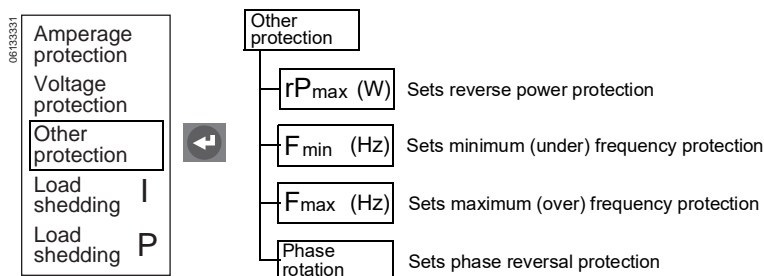 06133331
Amperage
protection
Voltage
protection
Other
protection
Load
shedding I
Load
shedding P
Other
protection
rPmax (W) Sets reverse power protection
Fmin (Hz) Sets minimum (under) frequency protection
Fmax (Hz) Sets maximum (over) frequency protection
Phase
rotation Sets phase reversal protection